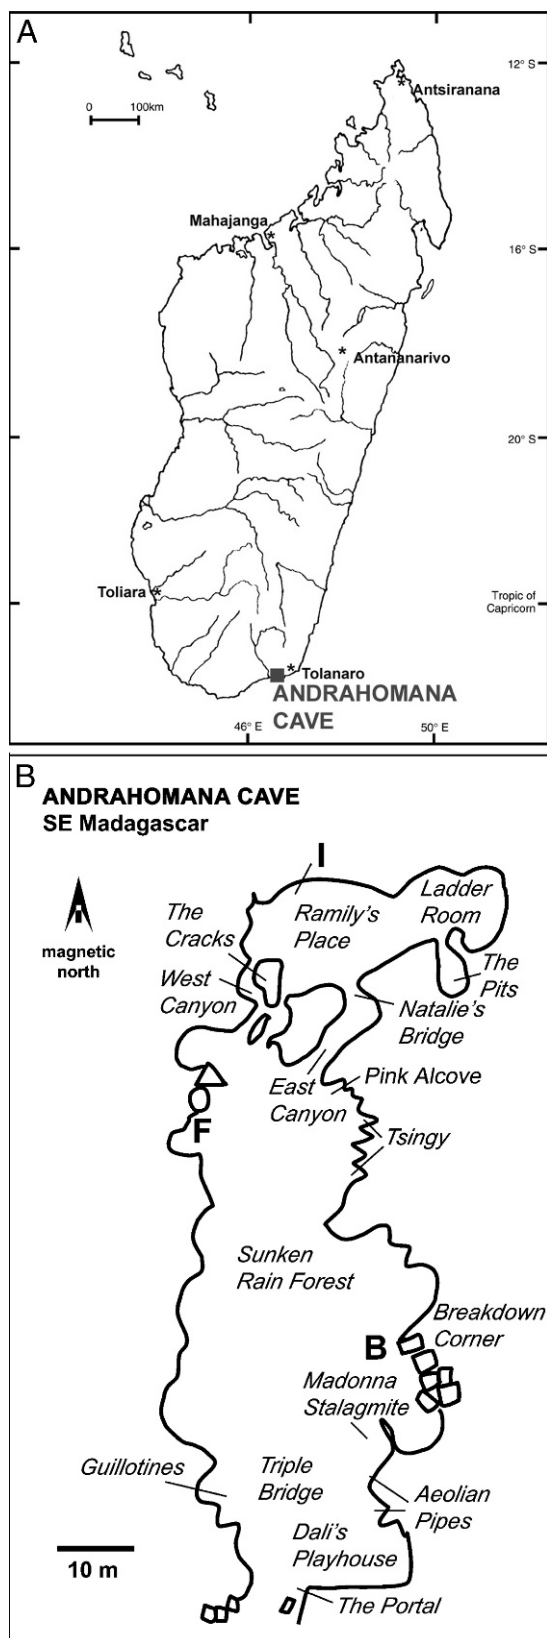 A
12° S
Antsiranana
0 100km
Mahajanga
16° S
Antananarivo
20° S
Toliara
Tropic of
Capricorn
Tolanaro
ANDRAHOMANA
CAVE
46° E
50° E
B
ANDRAHOMANA CAVE
SE Madagascar
magnetic
north
I
Ladder
Room
The
Cracks
Ramily's
Place
The
Pits
West
Canyon
Natalie's
Bridge
East
Canyon
Pink Alcove
F
Tsingy
Sunken
Rain Forest
Breakdown
Corner
B
Madonna
Stalagmite
Guillotines
Triple
Bridge
Aeolian
Pipes
10 m
Dali's
Playhouse
The Portal